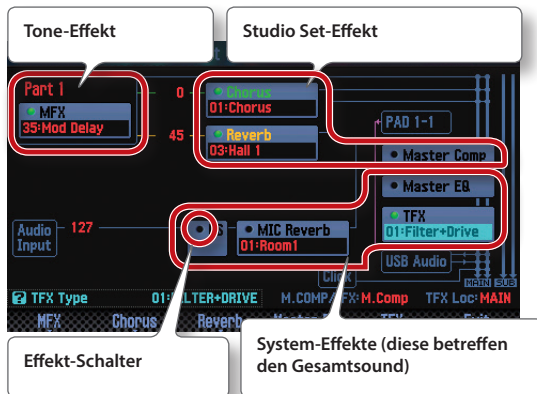 Tone-Effekt
Studio Set-Effekt
Part 1
MFX
35:Mod Delay
0
Chorus
01:Chorus
45
Reverb
03:Hall 1
PAD 1-1
Master Comp
Master EQ
TFX
01:Filter+Drive
Audio
Input
127
S
MIC Reverb
01:Room1
USB Audio
Click
MAIN SUB
TFX Type
M.COMP
FX:M.Comp
TFX Loc:MAIN
MFX
Chorus
Effekt-Schalter
System-Effekte (diese betreffen
den Gesamtsound)